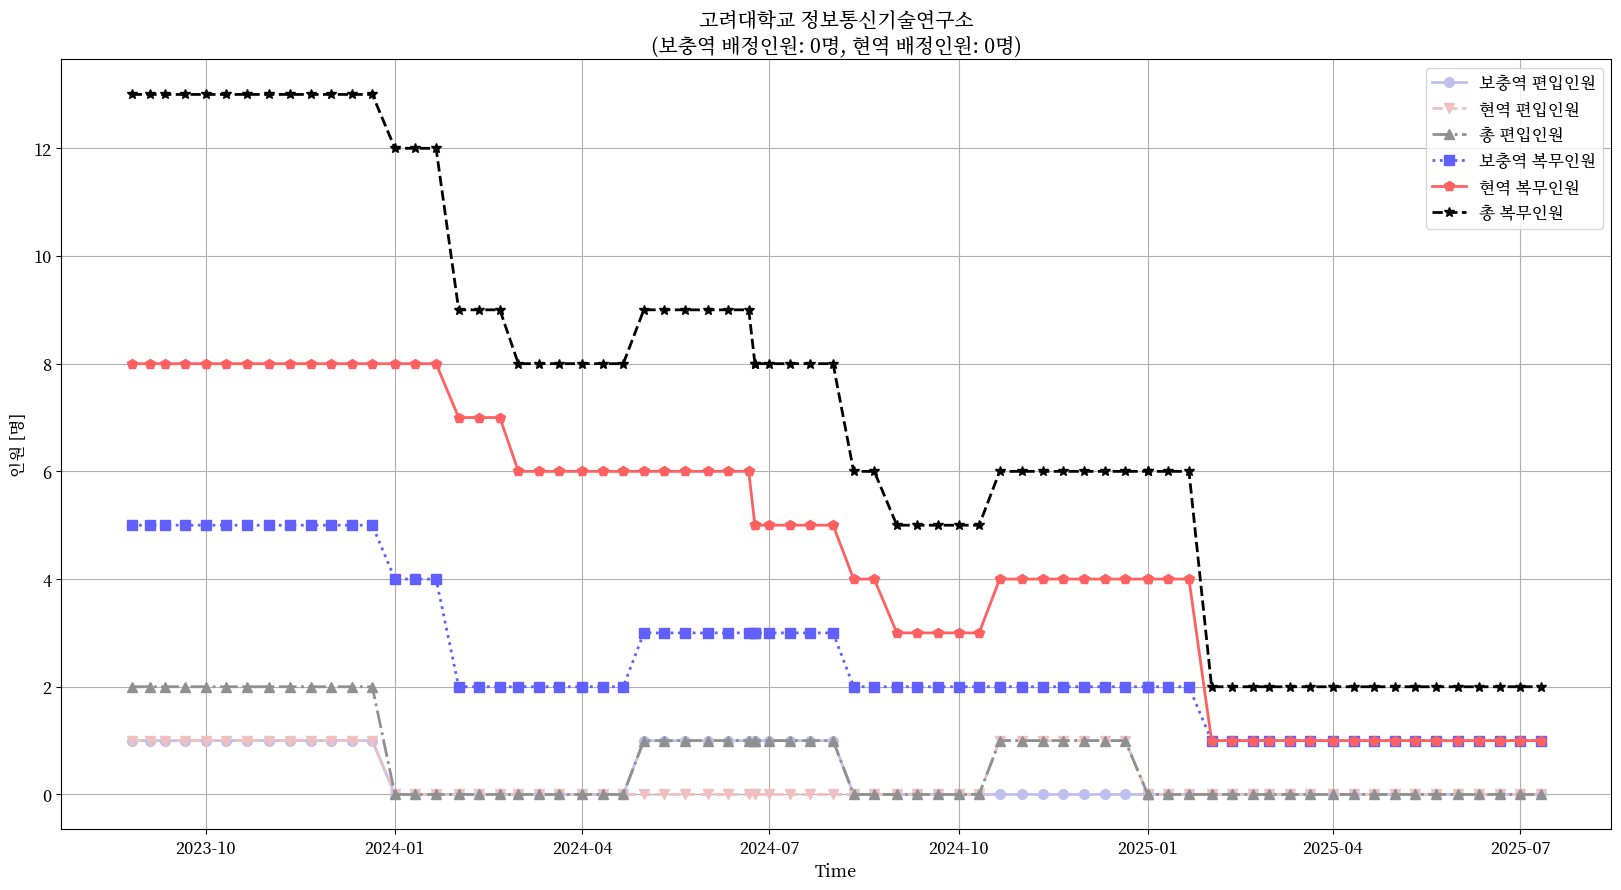 고려대학교 정보통신기술연구소
(보충역 배정인원: 0명, 현역 배정인원: 0명)
보충역 편입인원
현역 편입인원
총 편입인원
보충역 복무인원
현역 복무인원
총 복무인원
인원 [명]
12
10
8
6
4
2
0
2023-10
2024-01
2024-04
2024-07
2024-10
2025-01
2025-04
2025-07
Time